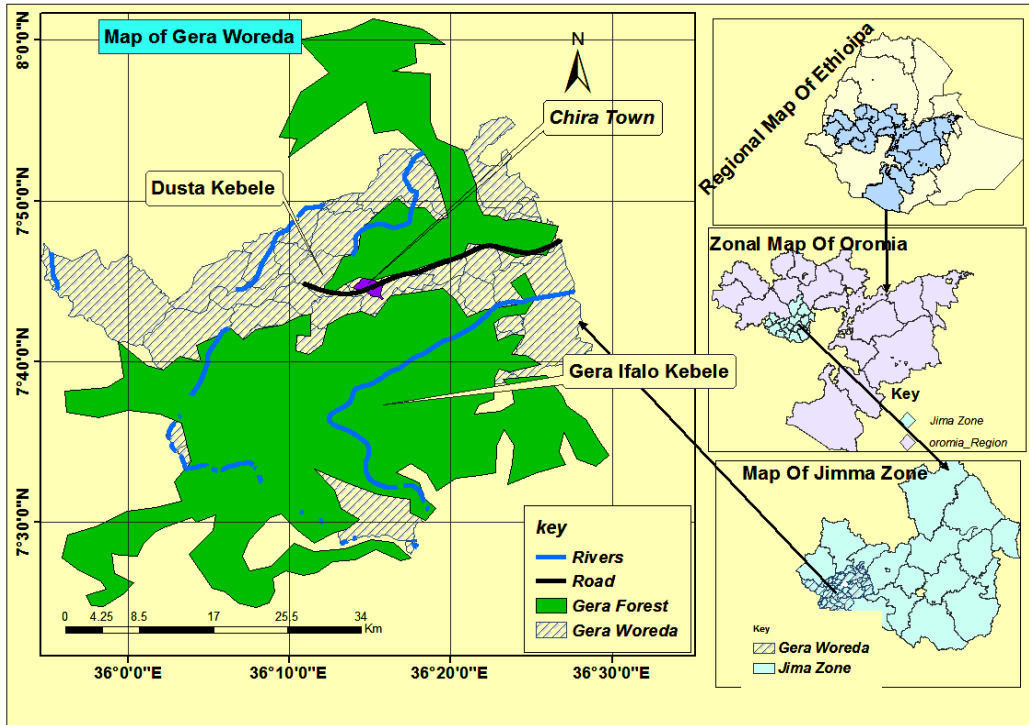 Map of Gera Woreda
N
Chira Town
Dusta Kebele
Gera Ifalo Kebele
8°0'0"N
7°50'0"N
7°40'0"N
7°30'0"N
36°0'0"E
36°10'0"E
36°20'0"E
36°30'0"E
0 4.25 8.5 17 25.5 34
Km
key
Rivers
Road
Gera Forest
Gera Woreda
Regional Map Of Ethioipa
Zonal Map Of Oromia
Key
Jima Zone
oromia_Region
Map Of Jimma Zone
Key
Gera Woreda
Jima Zone